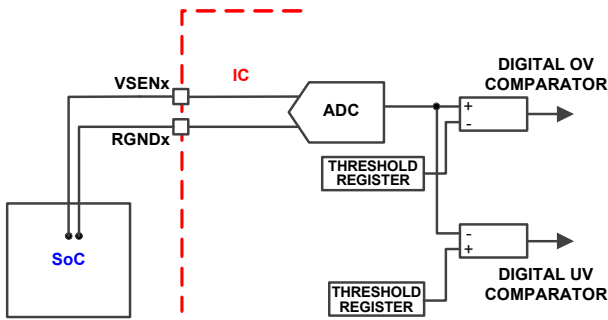 DIGITAL OV
COMPARATOR
VSENx
IC
ADC
+
-
RGNDx
THRESHOLD
REGISTER
SoC
-
+
DIGITAL UV
COMPARATOR
THRESHOLD
REGISTER